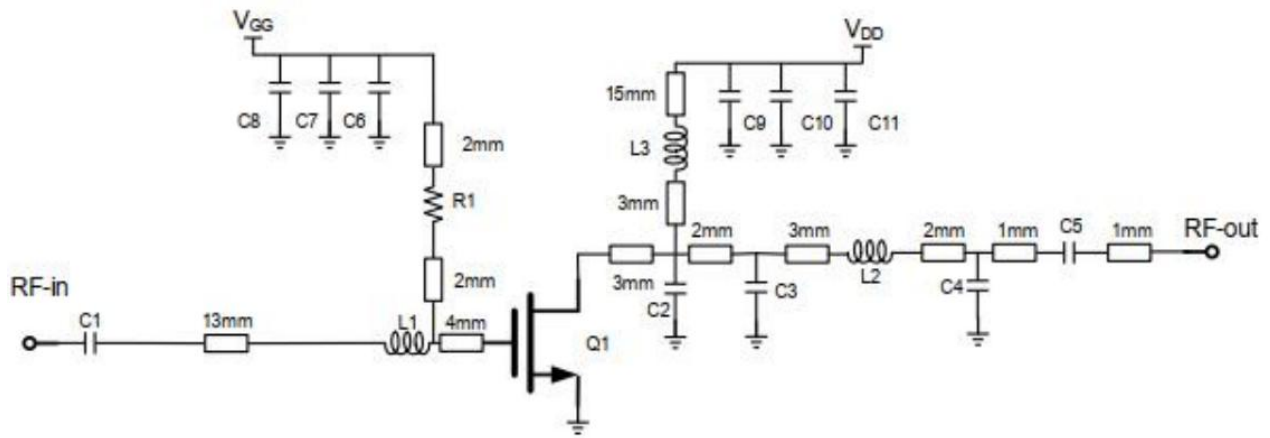 VGG
VDD
15mm
C8 C7 C6
C9 C10 C11
2mm
L3
R1
3mm
2mm 3mm 2mm 1mm C5 1mm RF-out
2mm
3mm
C2 C3 L2 C4
RF-in
C1 13mm L1 4mm
Q1